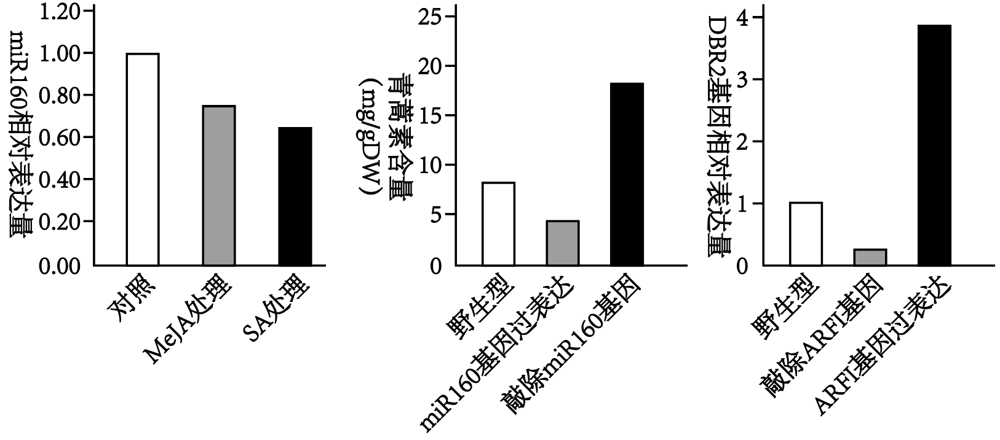 miR160相对表达量
1.20
1.00
0.80
0.60
0.40
0.20
0.00
对照
MeJA处理
SA处理
青蒿素含量
(mg/gDW)
25
20
15
10
5
0
野生型
miR160基因过表达
敲除miR160基因
DBR2基因相对表达量
4
3
2
1
0
野生型
敲除ARFI基因
ARFI基因过表达